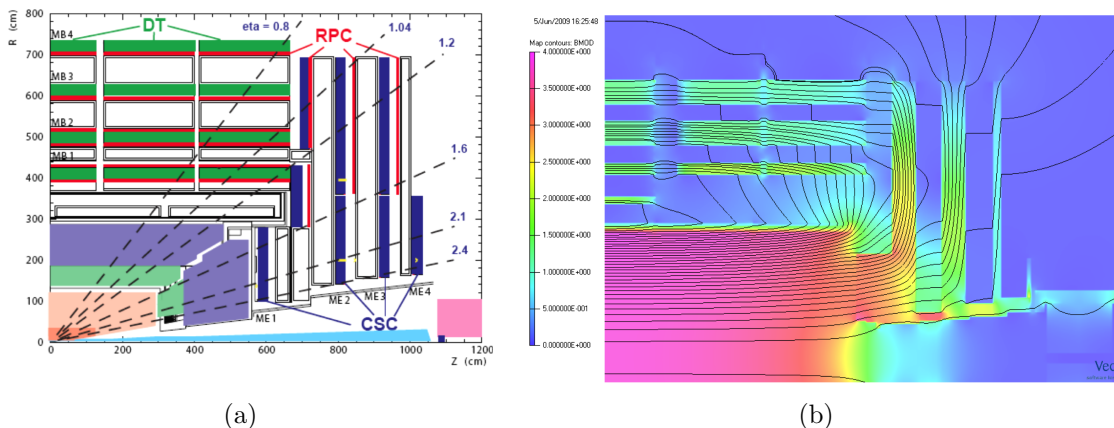 R (cm)
800
700
600
500
400
300
200
100
0
MB 4
MB 3
MB 2
MB 1
DT
eta = 0.8
1.04
1.2
RPC
1.6
2.1
2.4
ME 1
ME 2
ME 3
ME 4
CSC
0
200
400
600
800
1000
1200
Z (cm)
(a)
5/Jun/2009 16:25:48
Map contours: BMOD
4.000000E+000
3.500000E+000
3.000000E+000
2.500000E+000
2.000000E+000
1.500000E+000
1.000000E+000
5.000000E-001
0.000000E+000
Vec
(b)